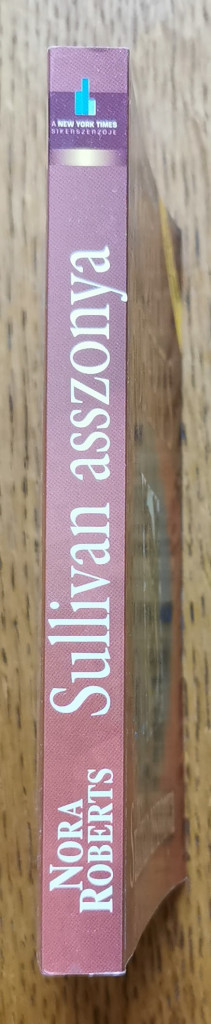 A NEW YORK TIMES
SIKERSZERZŐJE
Sullivan asszonya
NORA
ROBERTS